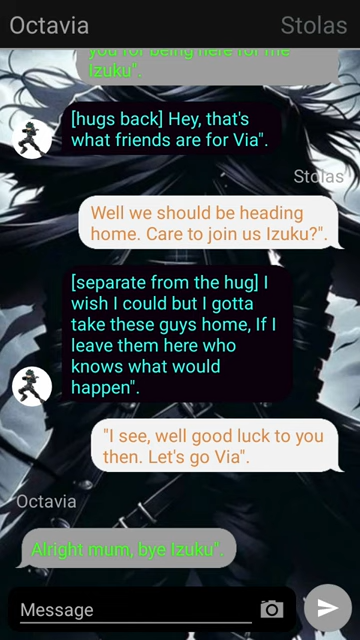 Octavia
Stolas
you for being here for me
Izuku".
[hugs back] Hey, that's
what friends are for Via".
Stolas
Well we should be heading
home. Care to join us Izuku?".
[separate from the hug] I
wish I could but I gotta
take these guys home, If I
leave them here who
knows what would
happen".
"I see, well good luck to you
then. Let's go Via".
Octavia
Alright mum, bye Izuku".
Message